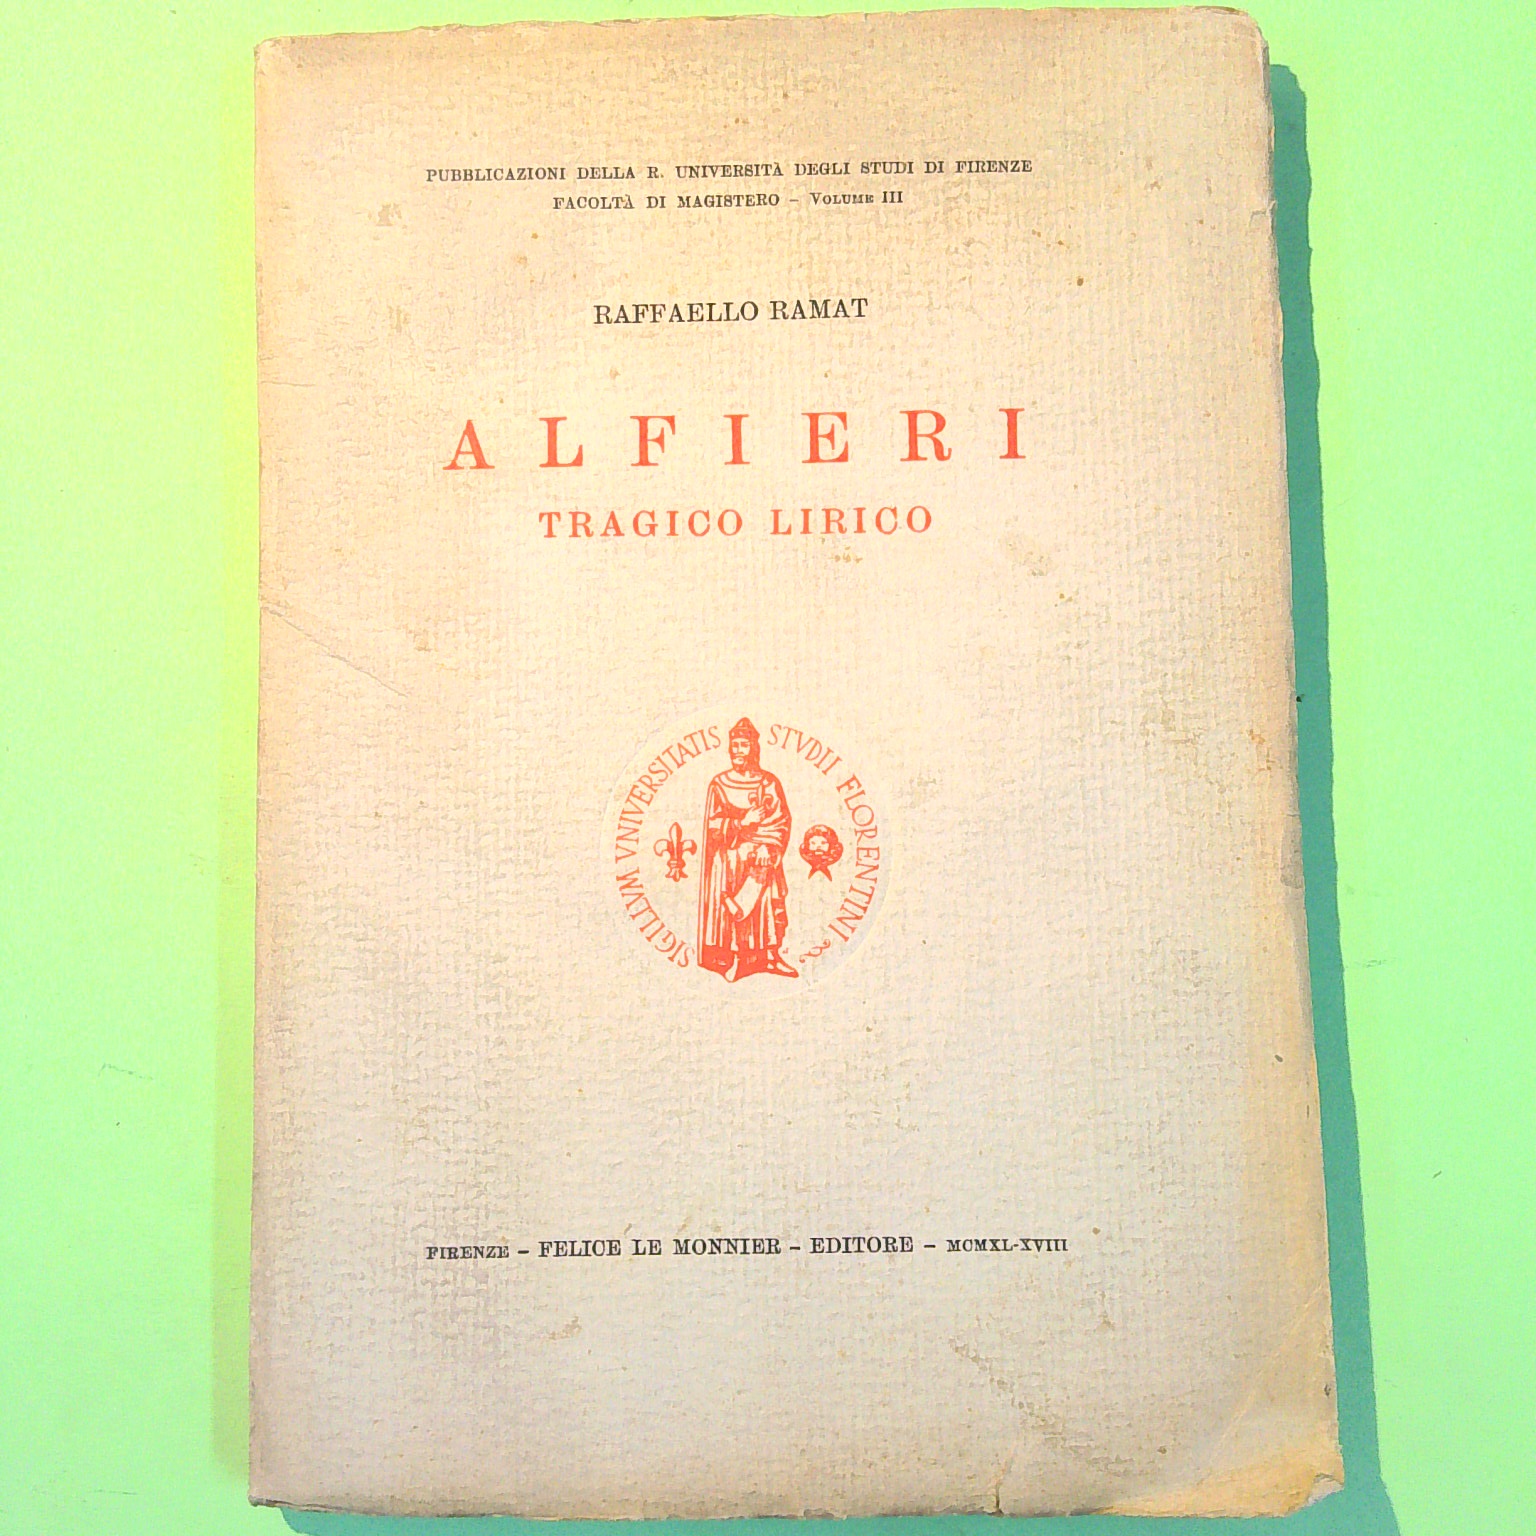 PUBBLICAZIONI DELLA R. UNIVERSITÀ DEGLI STUDI DI FIRENZE
FACOLTÀ DI MAGISTERO – VOLUME III
RAFFAELLO RAMAT
ALFIERI
TRAGICO LIRICO
SIGILLVM VNIVERSITATIS STVDII FLORENTINI
FIRENZE – FELICE LE MONNIER – EDITORE – MCMXL-XVIII